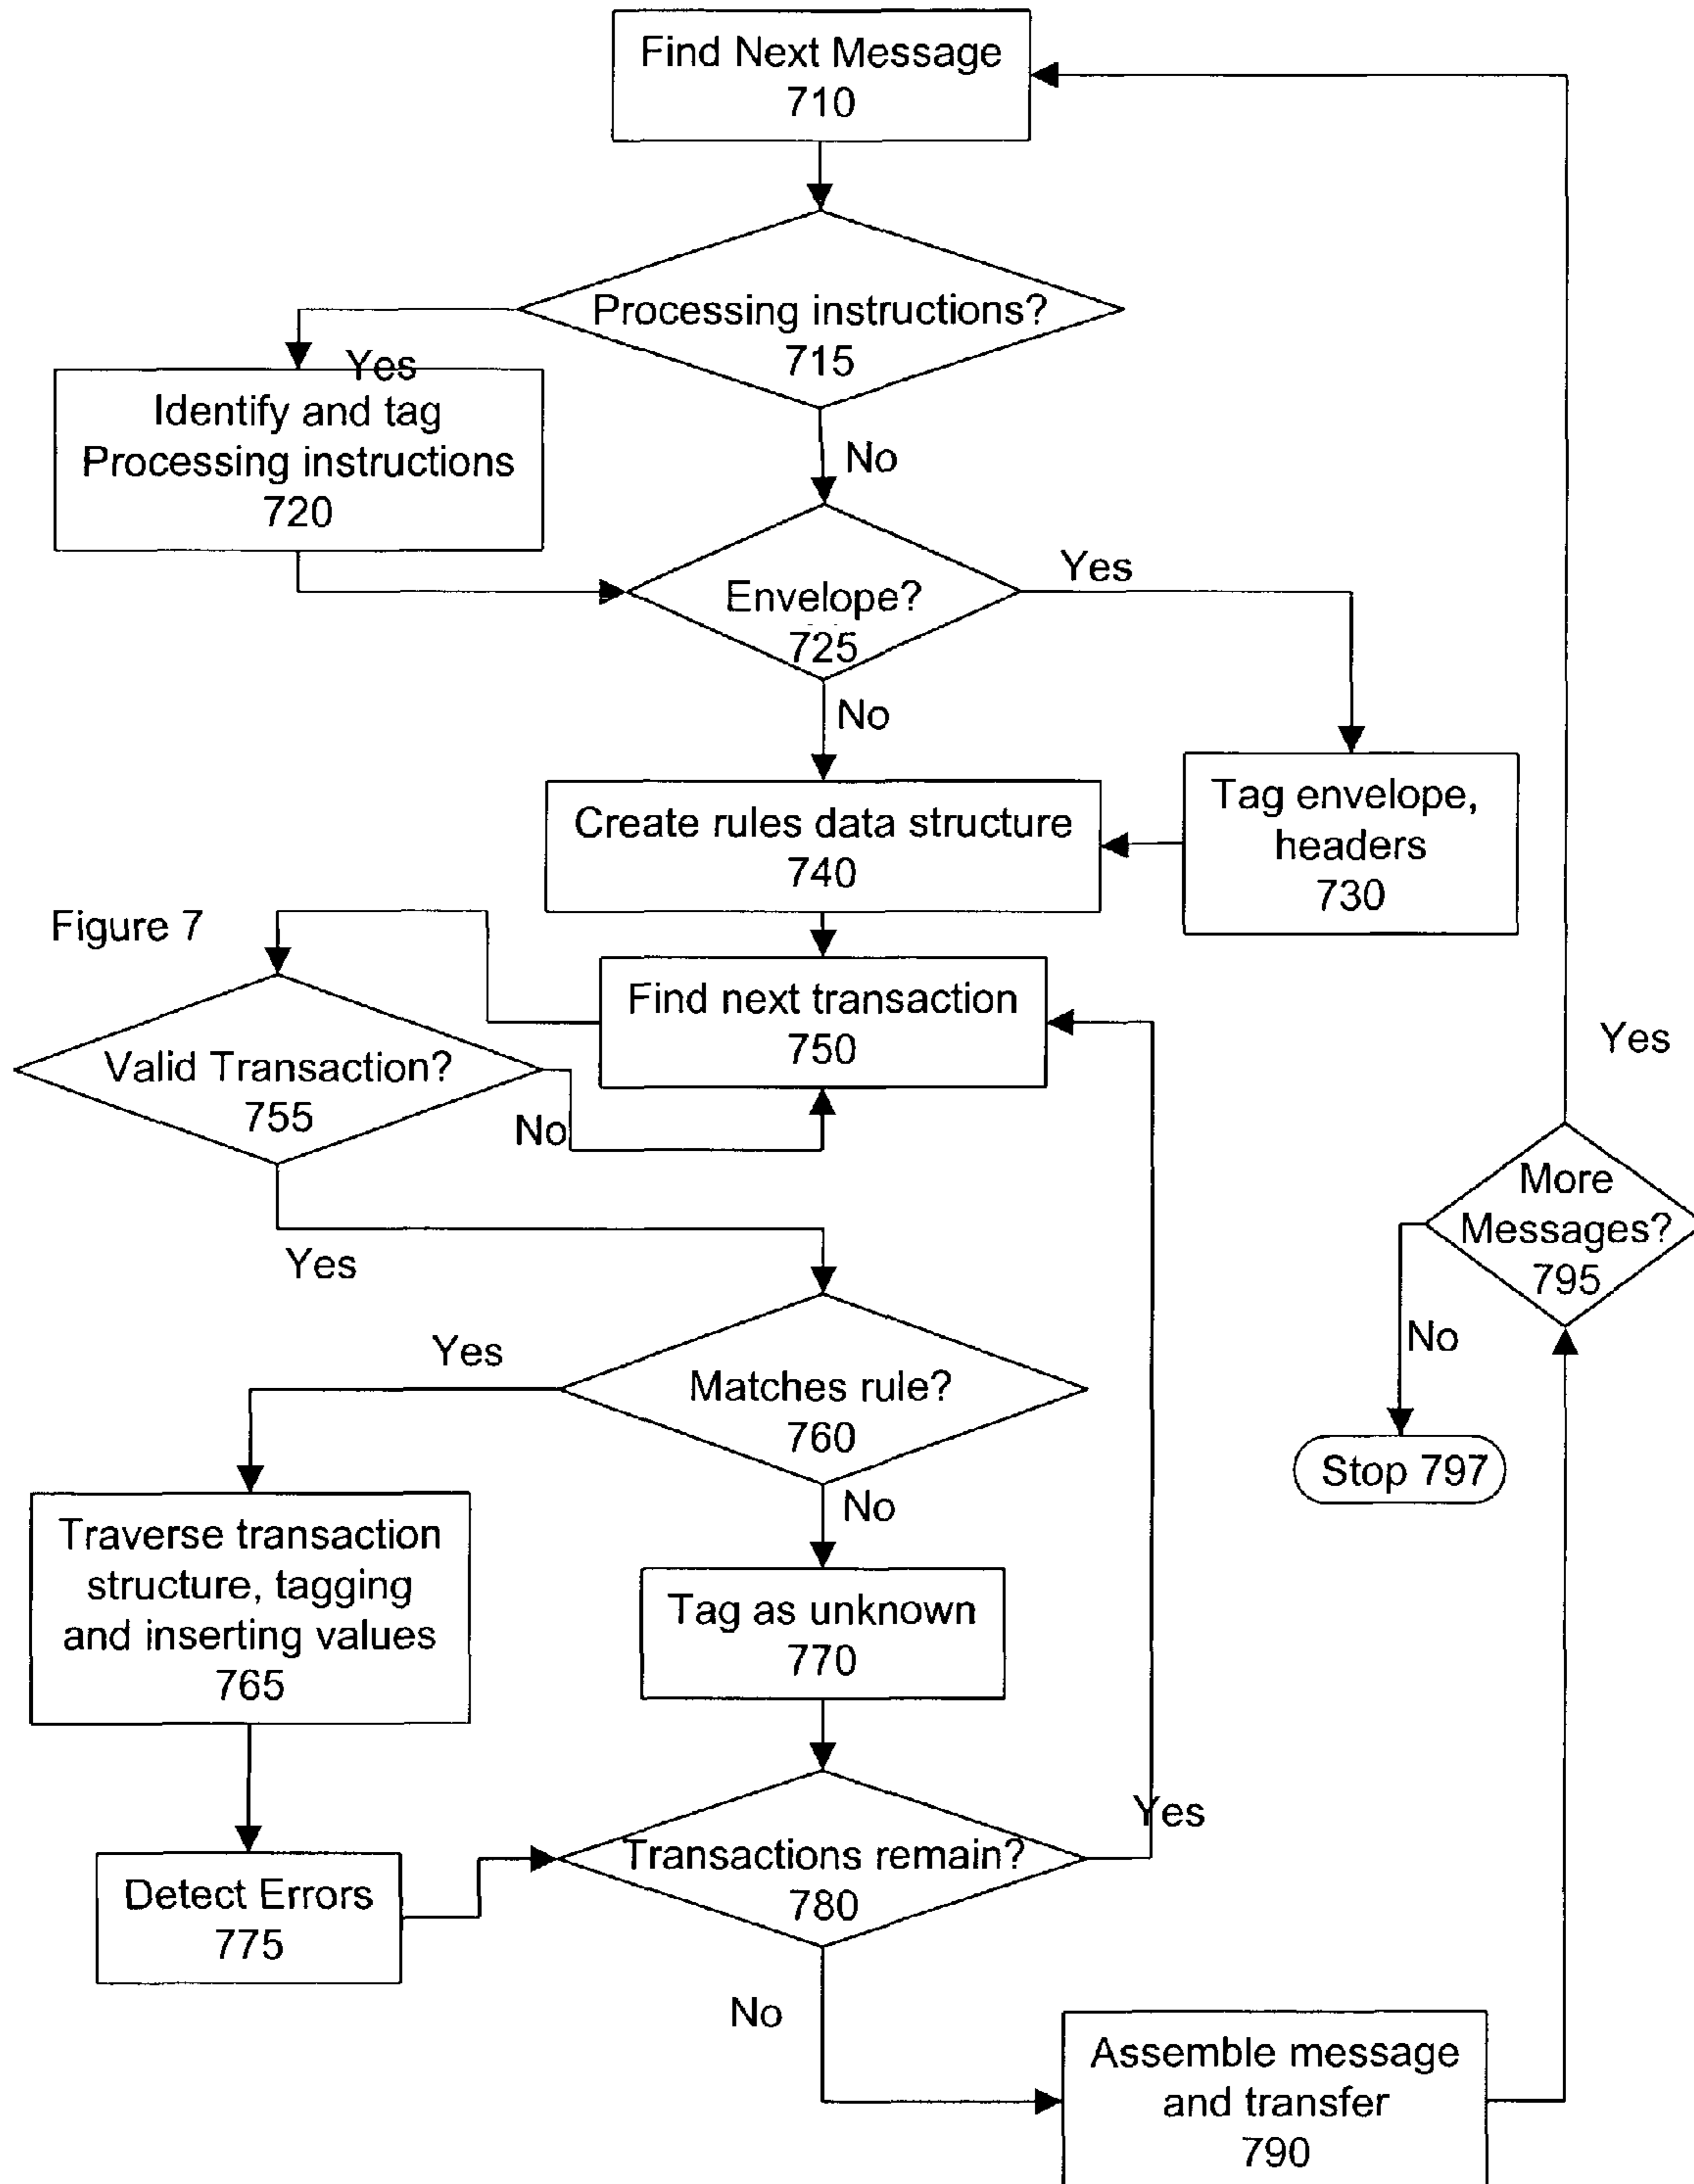 Find Next Message
710
Processing instructions?
715
Yes
Identify and tag
Processing instructions
720
No
Envelope?
725
Yes
No
Tag envelope,
headers
730
Create rules data structure
740
Figure 7
Find next transaction
750
Valid Transaction?
755
No
Yes
Yes
More
Messages?
795
No
Stop 797
Yes
Matches rule?
760
No
Traverse transaction
structure, tagging
and inserting values
765
Tag as unknown
770
Yes
Transactions remain?
780
Detect Errors
775
No
Assemble message
and transfer
790